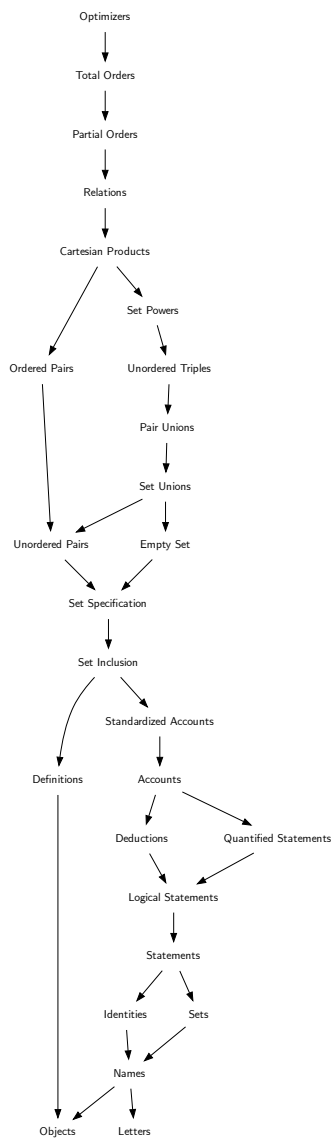 Optimizers
Total Orders
Partial Orders
Relations
Cartesian Products
Set Powers
Ordered Pairs
Unordered Triples
Pair Unions
Set Unions
Unordered Pairs
Empty Set
Set Specification
Set Inclusion
Standardized Accounts
Definitions
Accounts
Deductions
Quantified Statements
Logical Statements
Statements
Identities
Sets
Names
Objects
Letters